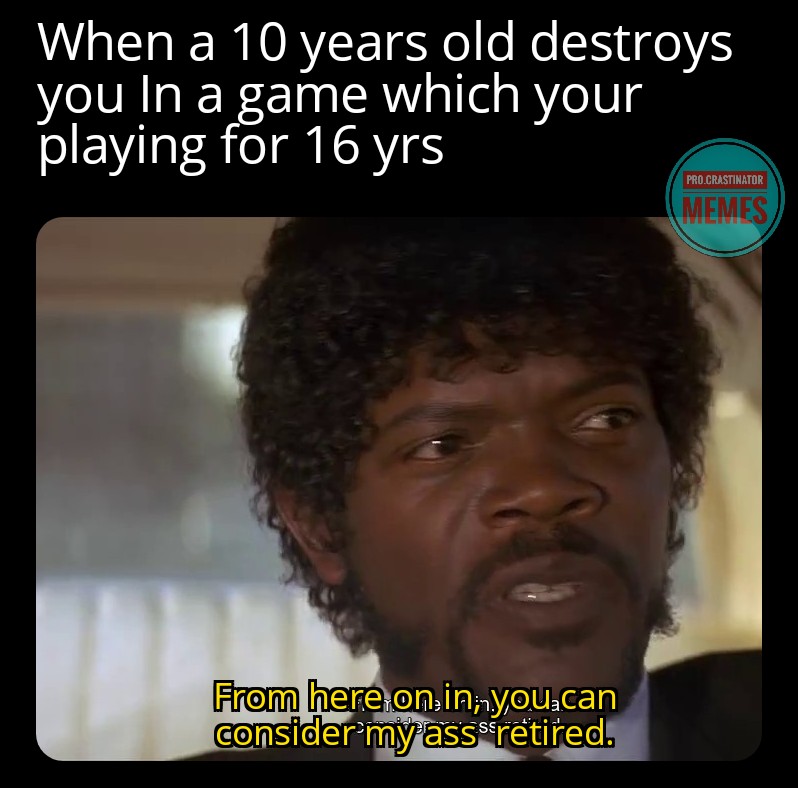 When a 10 years old destroys
you In a game which your
playing for 16 yrs
PRO.CRASTINATOR
MEMES
From here on in, you can
consider my ass retired.